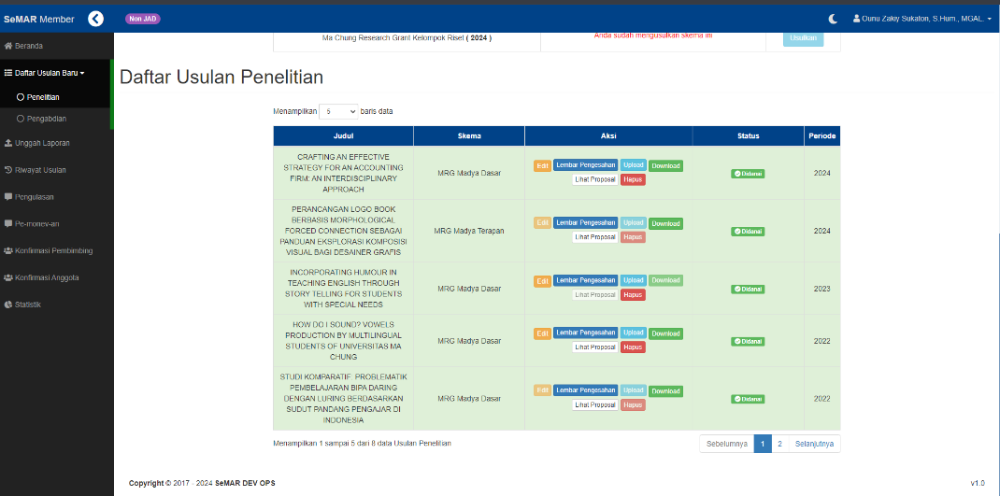 SeMAR Member
Non JAD
Ounu Zakiy Sukaton, S.Hum., MGAL.
Beranda
Daftar Usulan Baru
Penelitian
Pengabdian
Unggah Laporan
Riwayat Usulan
Pengulasan
Pe-monev-an
Konfirmasi Pembimbing
Konfirmasi Anggota
Statistik
Ma Chung Research Grant Kelompok Riset ( 2024 )
Anda sudah mengusulkan skema ini
Usulkan
Daftar Usulan Penelitian
Menampilkan 5 baris data
Judul Skema Aksi Status Periode
CRAFTING AN EFFECTIVE
STRATEGY FOR AN ACCOUNTING
FIRM: AN INTERDISCIPLINARY
APPROACH
MRG Madya Dasar
Edit Lembar Pengesahan Upload Download
Lihat Proposal Hapus
Didanai
2024
PERANCANGAN LOGO BOOK
BERBASIS MORPHOLOGICAL
FORCED CONNECTION SEBAGAI
PANDUAN EKSPLORASI KOMPOSISI
VISUAL BAGI DESAINER GRAFIS
MRG Madya Terapan
Edit Lembar Pengesahan Upload Download
Lihat Proposal Hapus
Didanai
2024
INCORPORATING HUMOUR IN
TEACHING ENGLISH THROUGH
STORY TELLING FOR STUDENTS
WITH SPECIAL NEEDS
MRG Madya Dasar
Edit Lembar Pengesahan Upload Download
Lihat Proposal Hapus
Didanai
2023
HOW DO I SOUND? VOWELS
PRODUCTION BY MULTILINGUAL
STUDENTS OF UNIVERSITAS MA
CHUNG
MRG Madya Dasar
Edit Lembar Pengesahan Upload Download
Lihat Proposal Hapus
Didanai
2022
STUDI KOMPARATIF: PROBLEMATIK
PEMBELAJARAN BIPA DARING
DENGAN LURING BERDASARKAN
SUDUT PANDANG PENGAJAR DI
INDONESIA
MRG Madya Dasar
Edit Lembar Pengesahan Upload Download
Lihat Proposal Hapus
Didanai
2022
Menampilkan 1 sampai 5 dari 8 data Usulan Penelitian
Sebelumnya 1 2 Selanjutnya
Copyright © 2017 - 2024 SeMAR DEV OPS
v1.0